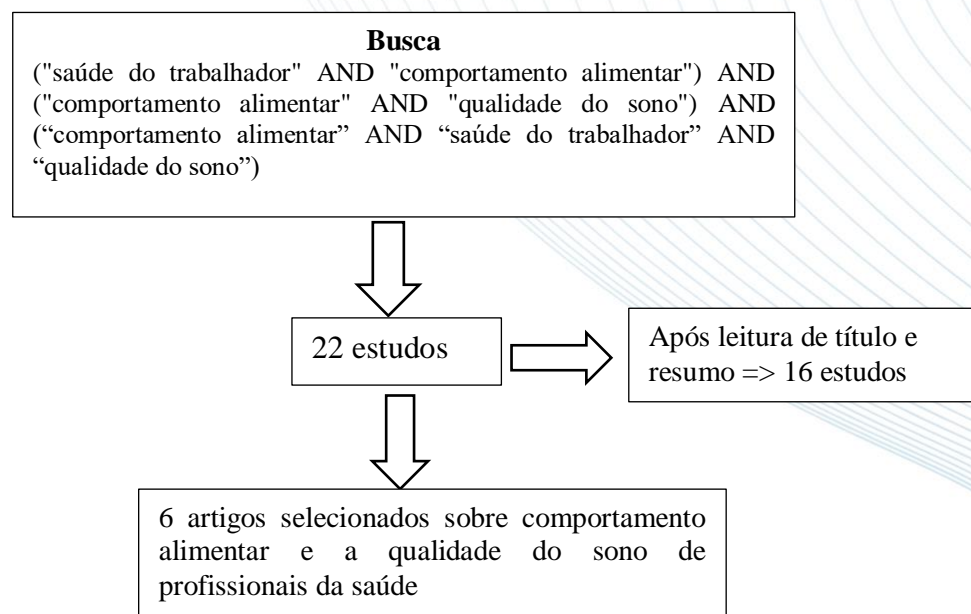 Busca
("saúde do trabalhador" AND "comportamento alimentar") AND
("comportamento alimentar" AND "qualidade do sono") AND
(“comportamento alimentar” AND “saúde do trabalhador” AND
“qualidade do sono”)
22 estudos
Após leitura de título e
resumo => 16 estudos
6 artigos selecionados sobre comportamento
alimentar e a qualidade do sono de
profissionais da saúde